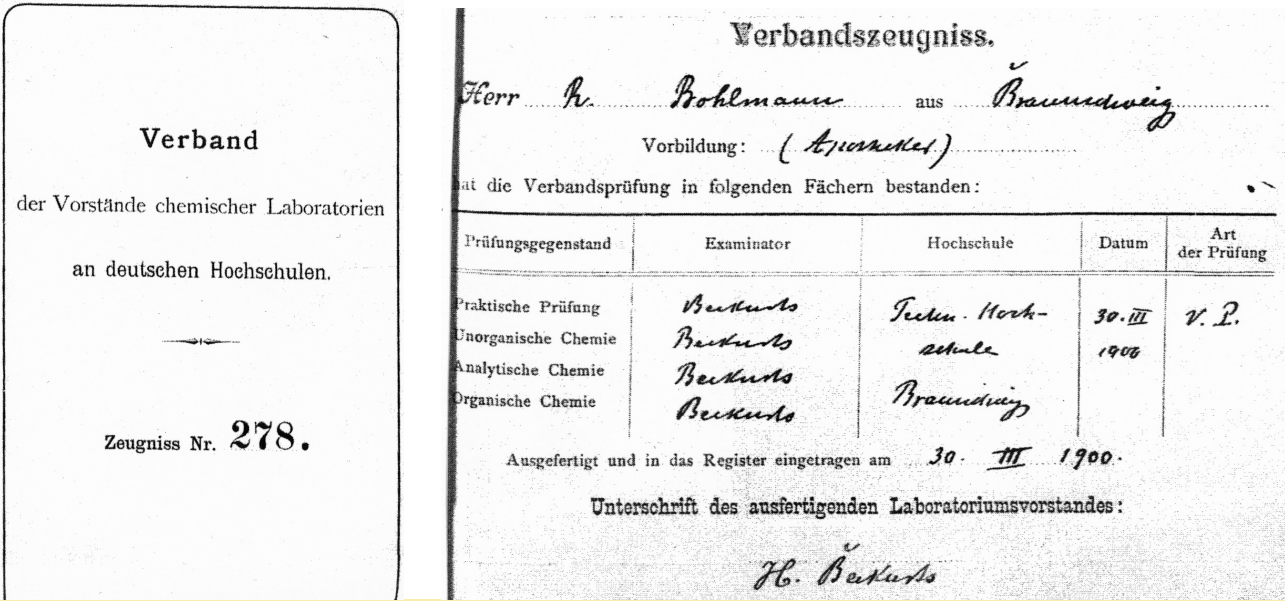 Verband
der Vorstände chemischer Laboratorien
an deutschen Hochschulen.
Zeugniss Nr. 278.
Verbandszeugniss.
Herr R. Bohlmann aus Braunschweig
Vorbildung: (Apotheker)
hat die Verbandsprüfung in folgenden Fächern bestanden:
Prüfungsgegenstand Examinator Hochschule Datum Art der Prüfung
Praktische Prüfung Beckurts Techn. Hoch- 30. III V. P.
Unorganische Chemie Beckurts schule 1900
Analytische Chemie Beckurts
Organische Chemie Beckurts Braunschweig
Ausgefertigt und in das Register eingetragen am 30. III 1900.
Unterschrift des ausfertigenden Laboratoriumsvorstandes:
H. Beckurts